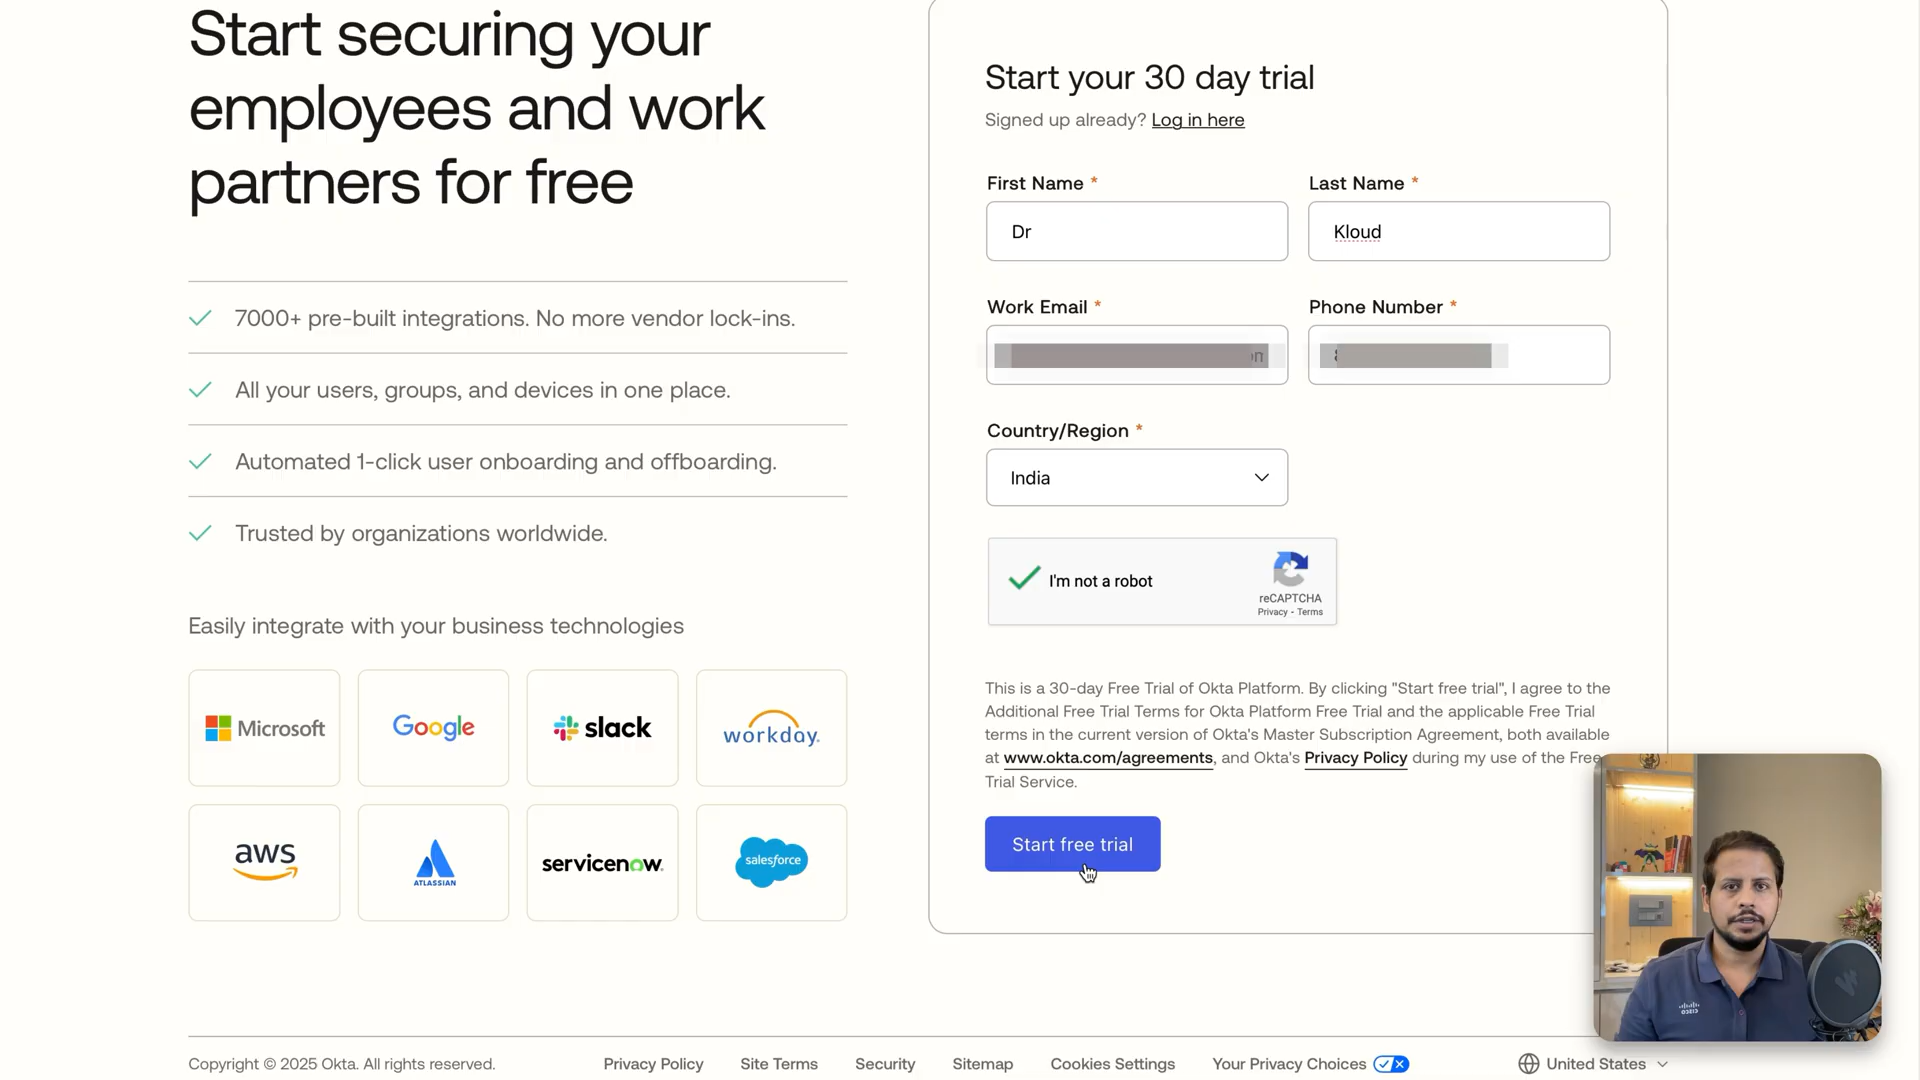 Start securing your
employees and work
partners for free
7000+ pre-built integrations. No more vendor lock-ins.
All your users, groups, and devices in one place.
Automated 1-click user onboarding and offboarding.
Trusted by organizations worldwide.
Easily integrate with your business technologies
Microsoft
Google
slack
workday.
aws
ATLASSIAN
servicenow.
salesforce
Start your 30 day trial
Signed up already? Log in here
First Name *
Last Name *
Dr
Kloud
Work Email *
Phone Number *
Country/Region *
India
I'm not a robot
reCAPTCHA
Privacy - Terms
This is a 30-day Free Trial of Okta Platform. By clicking "Start free trial", I agree to the
Additional Free Trial Terms for Okta Platform Free Trial and the applicable Free Trial
terms in the current version of Okta's Master Subscription Agreement, both available
at www.okta.com/agreements, and Okta's Privacy Policy during my use of the Free
Trial Service.
Start free trial
Copyright © 2025 Okta. All rights reserved.
Privacy Policy
Site Terms
Security
Sitemap
Cookies Settings
Your Privacy Choices
United States